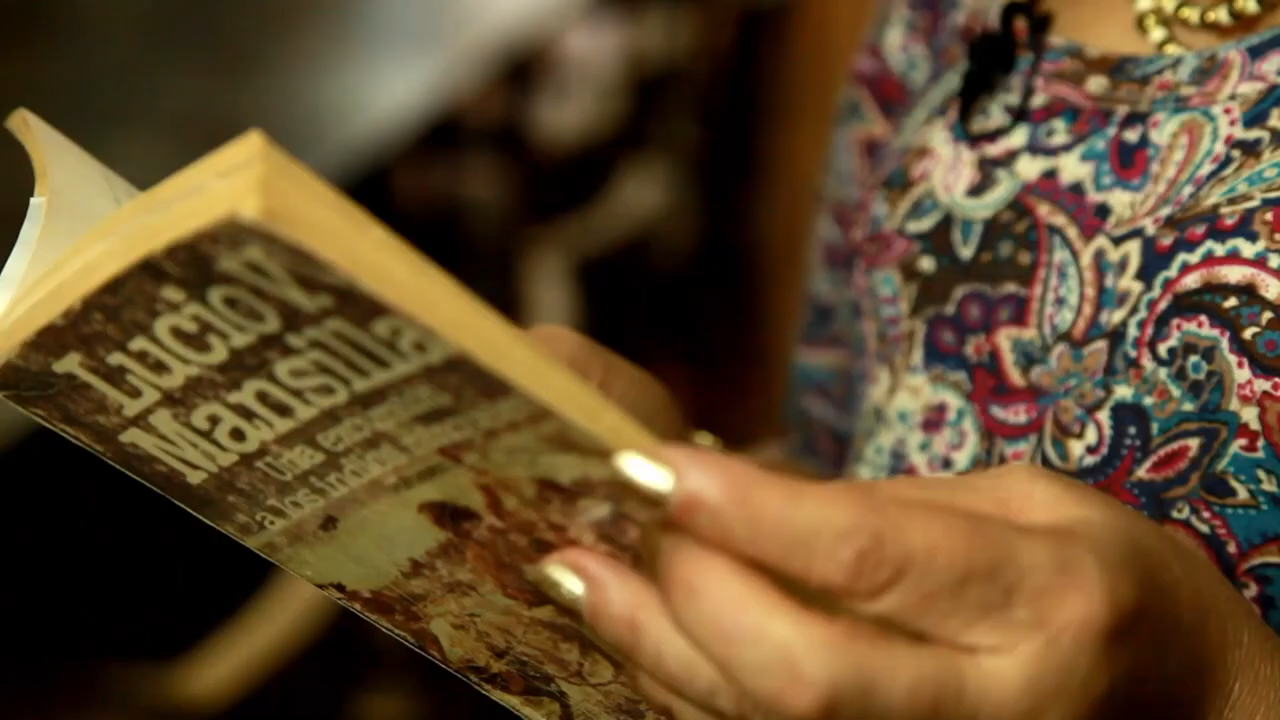 Lucio V.
Mansilla
Una excursión
a los indios